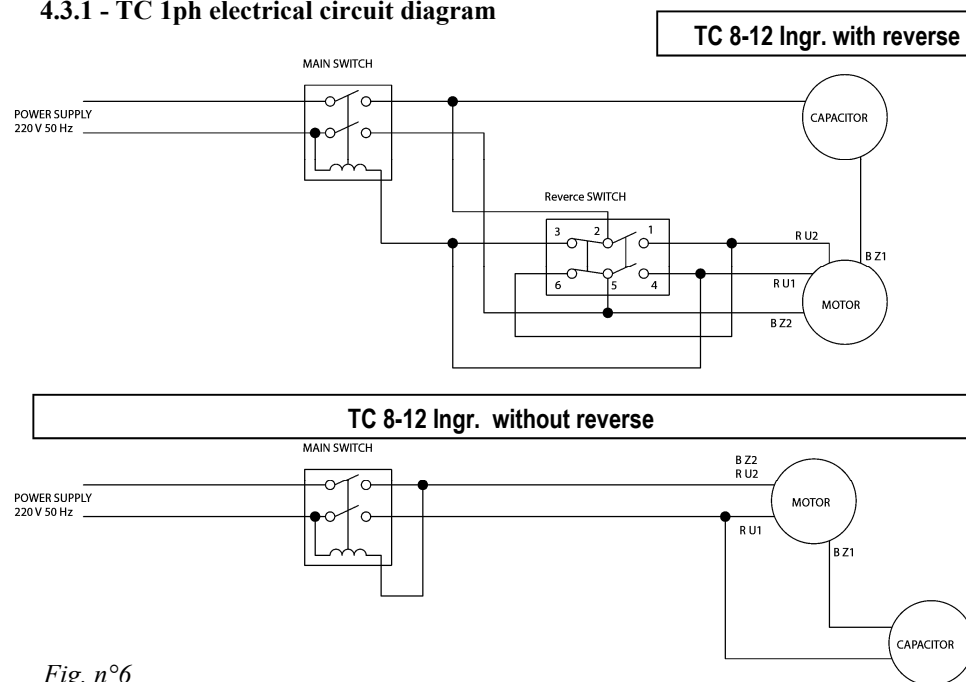 4.3.1 - TC 1ph electrical circuit diagram
TC 8-12 Ingr. with reverse
MAIN SWITCH
POWER SUPPLY
220 V 50 Hz
CAPACITOR
Reverce SWITCH
3 2 1
6 5 4
R U2
B Z1
R U1
MOTOR
B Z2
TC 8-12 Ingr. without reverse
MAIN SWITCH
POWER SUPPLY
220 V 50 Hz
B Z2
R U2
MOTOR
R U1
B Z1
CAPACITOR
Fig. n°6